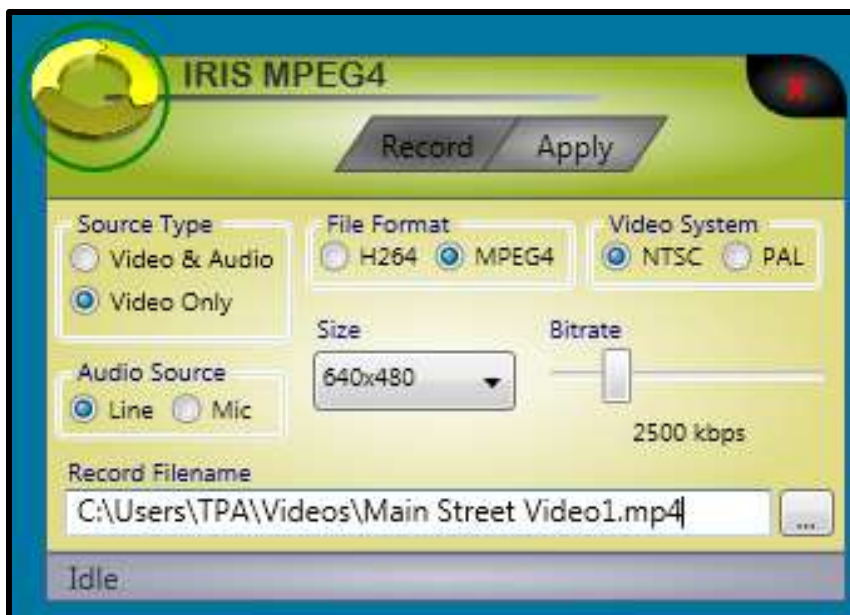 IRIS MPEG4
X
Record Apply
Source Type
Video & Audio
Video Only
File Format
H264 MPEG4
Video System
NTSC PAL
Size
640x480
Bitrate
2500 kbps
Audio Source
Line Mic
Record Filename
C:\Users\TPA\Videos\Main Street Video1.mp4
...
Idle